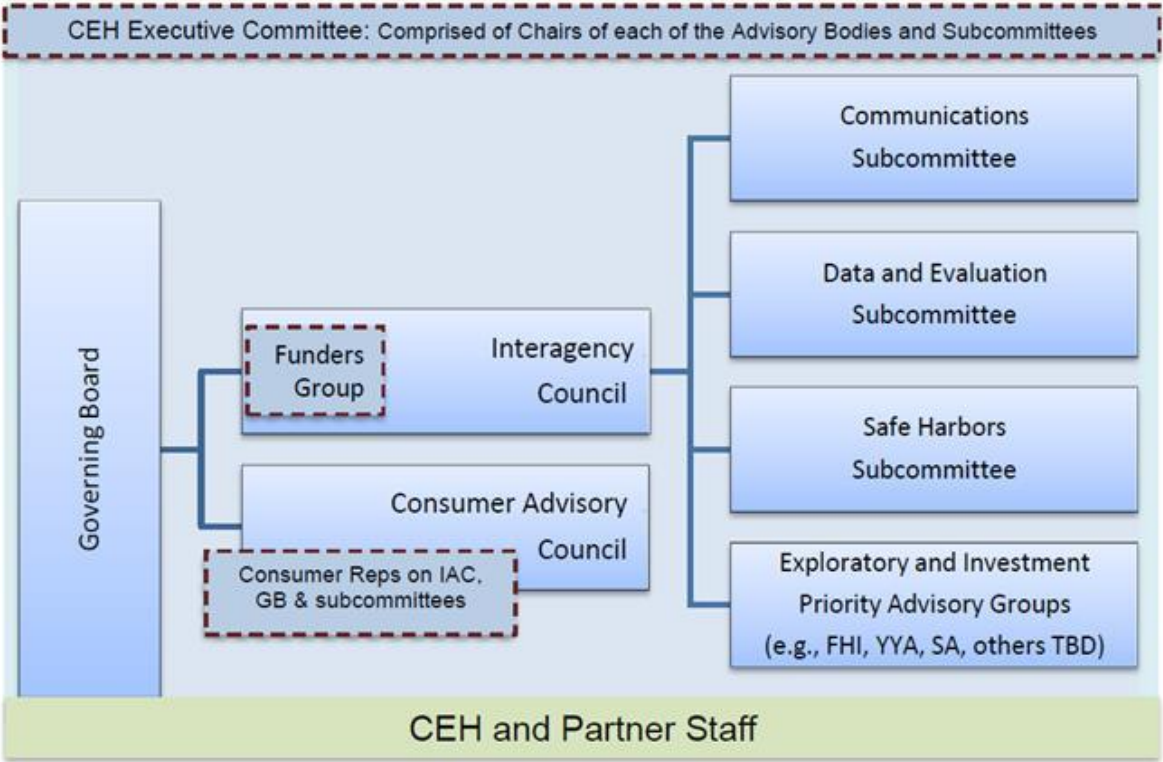 CEH Executive Committee: Comprised of Chairs of each of the Advisory Bodies and Subcommittees
Governing Board
Funders
Group
Interagency
Council
Consumer Advisory
Council
Consumer Reps on IAC,
GB & subcommittees
Communications
Subcommittee
Data and Evaluation
Subcommittee
Safe Harbors
Subcommittee
Exploratory and Investment
Priority Advisory Groups
(e.g., FHI, YYA, SA, others TBD)
CEH and Partner Staff